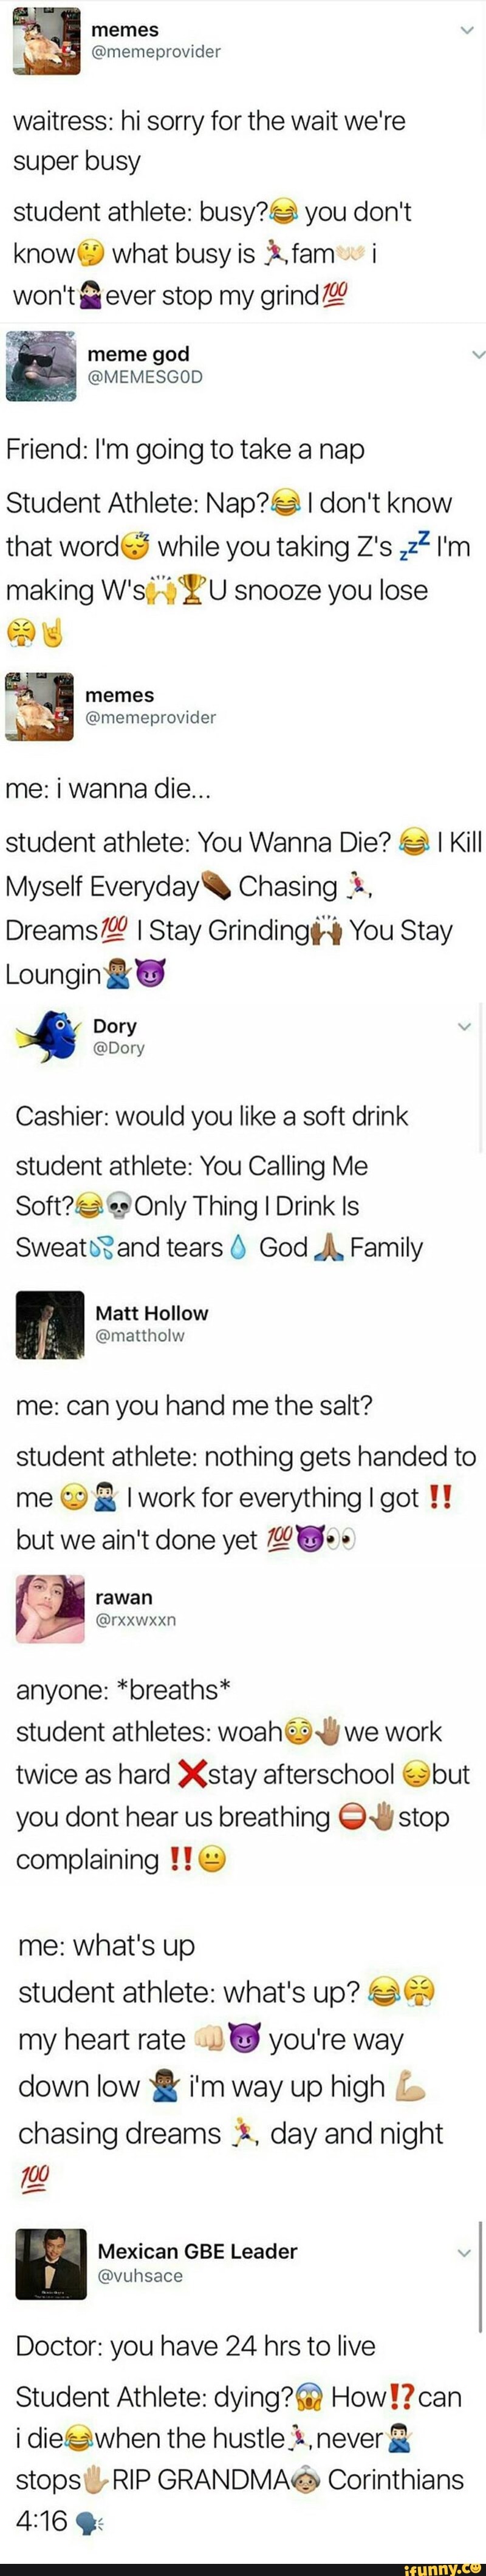 memes
@memeprovider
waitress: hi sorry for the wait we're
super busy
student athlete: busy?😂 you don't
know🤔 what busy is 🏃🏻,fam👐🏻 i
won't🙅🏻ever stop my grind💯
meme god
@MEMESGOD
Friend: I'm going to take a nap
Student Athlete: Nap?😂 I don't know
that word😴 while you taking Z's 💤 I'm
making W's🙌🏆U snooze you lose
😤🤘
memes
@memeprovider
me: i wanna die...
student athlete: You Wanna Die? 😂 I Kill
Myself Everyday⚰️ Chasing 🏃🏻,
Dreams💯 I Stay Grinding🙌🏾 You Stay
Loungin🙅🏽‍♂️😈
Dory
@Dory
Cashier: would you like a soft drink
student athlete: You Calling Me
Soft?😂💀Only Thing I Drink Is
Sweat💦and tears💧 God🙏🏽 Family
Matt Hollow
@mattholw
me: can you hand me the salt?
student athlete: nothing gets handed to
me 🙄🙅🏻‍♂️ I work for everything I got ‼️
but we ain't done yet 💯😈👀
rawan
@rxxwxxn
anyone: *breaths*
student athletes: woah😳🤚🏽we work
twice as hard ❌stay afterschool 😔but
you dont hear us breathing ⛔🤚🏽stop
complaining ‼️😐
me: what's up
student athlete: what's up? 😂😤
my heart rate 👊🏼😈 you're way
down low 🙅🏾‍♂️ i'm way up high 💪🏼
chasing dreams 🏃, day and night
💯
Mexican GBE Leader
@vuhsace
Doctor: you have 24 hrs to live
Student Athlete: dying?😱 How⁉️can
i die😂when the hustle🏃🏻,never🙅🏻‍♂️
stops✋🏼RIP GRANDMA👵🏼 Corinthians
4:16 🗣️
ifunny.co